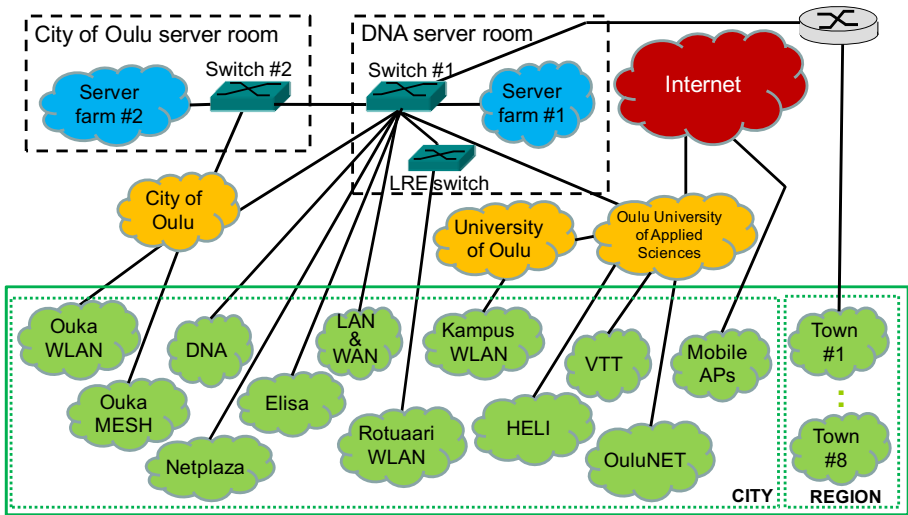 City of Oulu server room
DNA server room
Switch #2
Switch #1
Server
farm #2
Server
farm #1
Internet
LRE switch
City of
Oulu
University
of Oulu
Oulu University
of Applied
Sciences
Ouka
WLAN
DNA
LAN
&
WAN
Kampus
WLAN
VTT
Mobile
APs
Town
#1
Ouka
MESH
Elisa
:
Netplaza
Rotuaari
WLAN
HELI
OuluNET
Town
#8
CITY
REGION